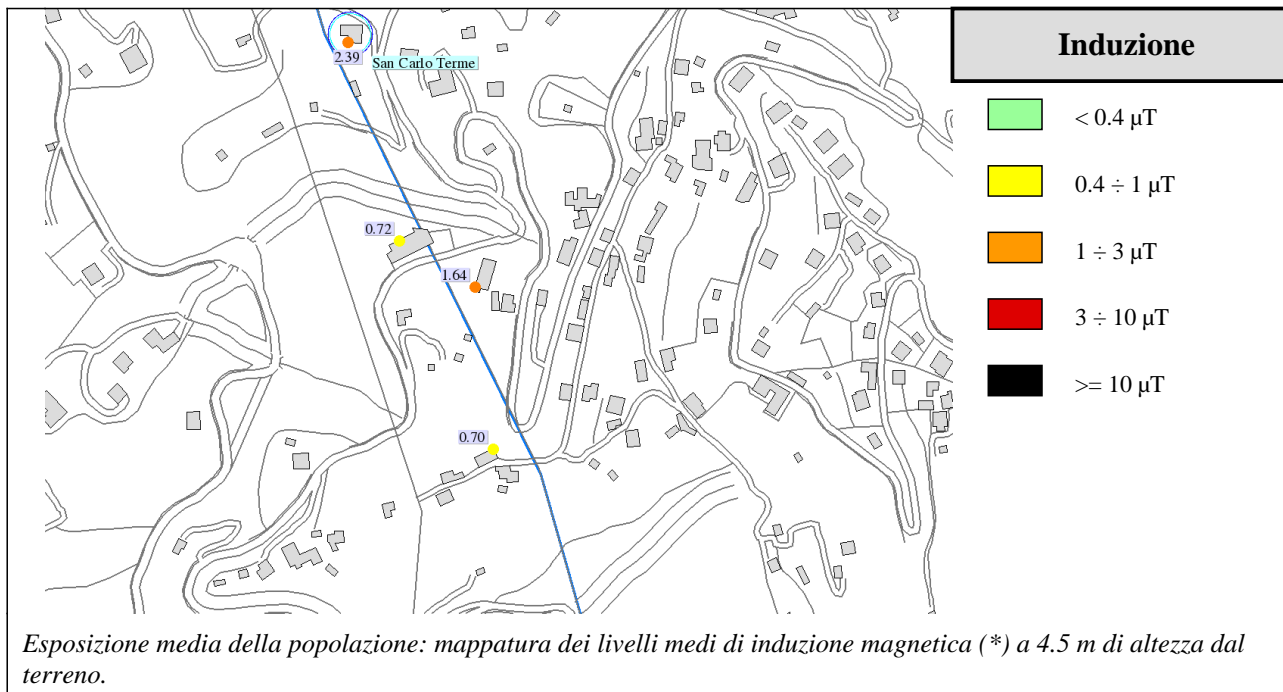 2.39
San Carlo Terme
0.72
1.64
0.70
Induzione
< 0.4 µT
0.4 ÷ 1 µT
1 ÷ 3 µT
3 ÷ 10 µT
>= 10 µT
Esposizione media della popolazione: mappatura dei livelli medi di induzione magnetica (*) a 4.5 m di altezza dal
terreno.